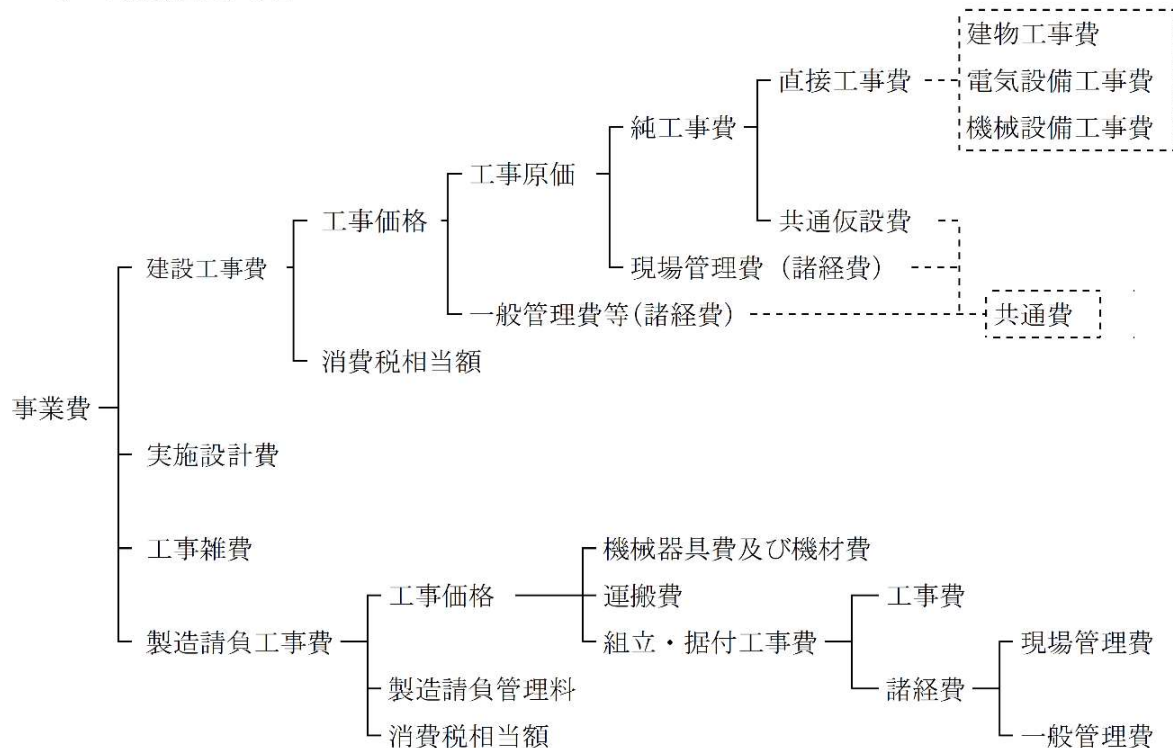 建物工事費
直接工事費 電気設備工事費
純工事費 機械設備工事費
工事原価
工事価格 共通仮設費
建設工事費 現場管理費（諸経費）
一般管理費等(諸経費) 共通費
消費税相当額
事業費
実施設計費
工事雑費 機械器具費及び機材費
工事価格 運搬費 工事費
製造請負工事費 組立・据付工事費 現場管理費
製造請負管理料 諸経費
消費税相当額 一般管理費